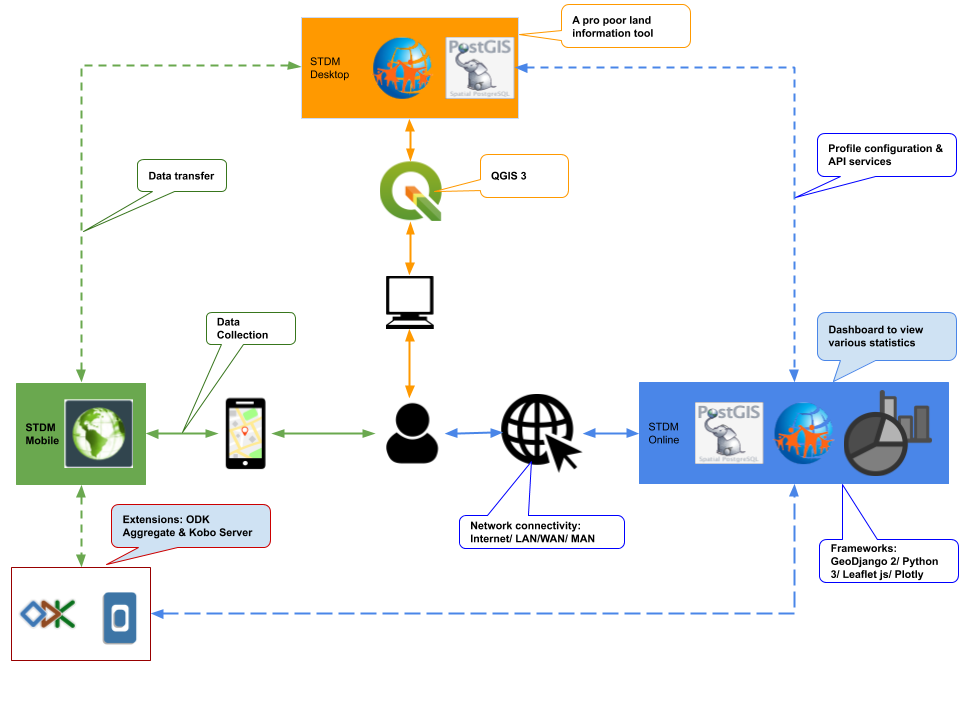 A pro poor land
information tool
STDM
Desktop
PostGIS
Spatial PostgreSQL
Profile configuration &
API services
Data transfer
QGIS 3
Data
Collection
Dashboard to view
various statistics
STDM
Mobile
STDM
Online
PostGIS
Spatial PostgreSQL
Extensions: ODK
Aggregate & Kobo Server
Network connectivity:
Internet/ LAN/WAN/ MAN
Frameworks:
GeoDjango 2/ Python
3/ Leaflet js/ Plotly
ODK